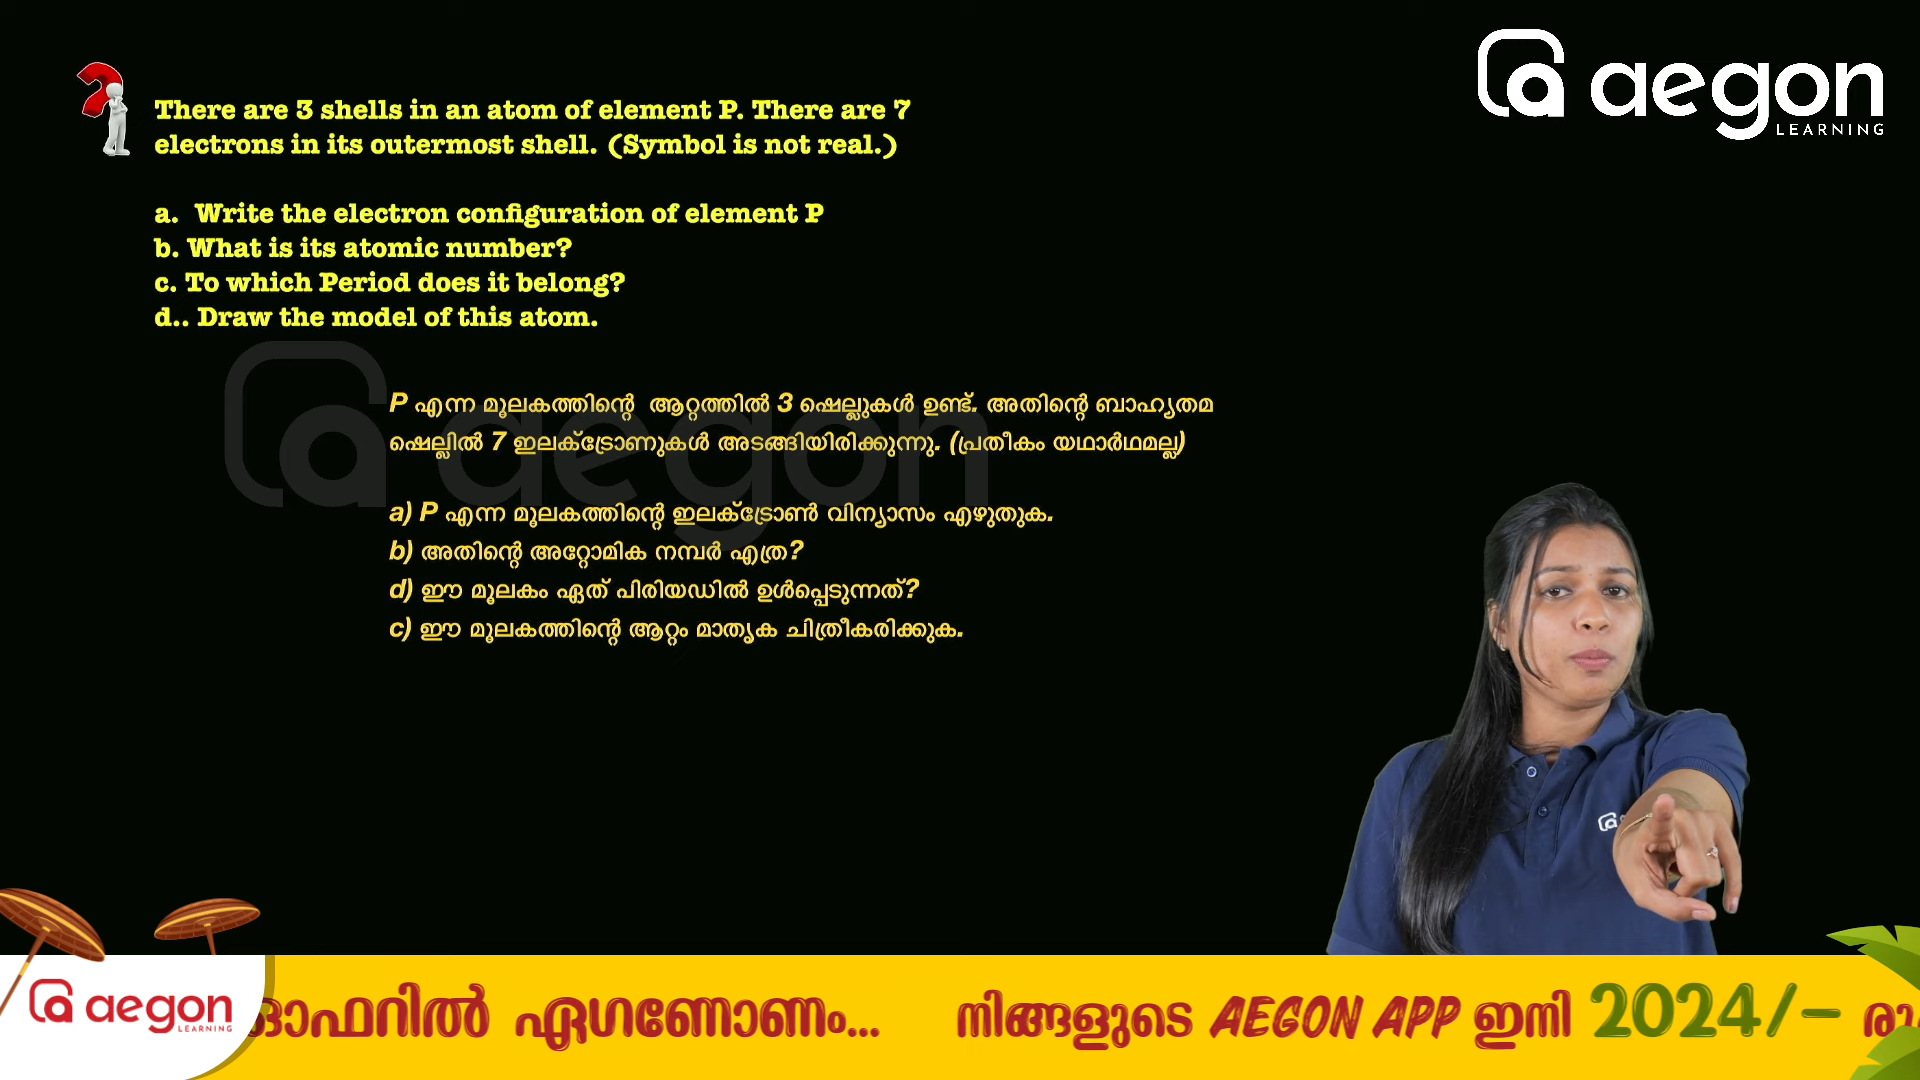 aegon
LEARNING
There are 3 shells in an atom of element P. There are 7
electrons in its outermost shell. (Symbol is not real.)
a. Write the electron configuration of element P
b. What is its atomic number?
c. To which Period does it belong?
d.. Draw the model of this atom.
aegon
P എന്ന മൂലകത്തിന്റെ ആറ്റത്തിൽ 3 ഷെല്ലുകൾ ഉണ്ട്. അതിന്റെ ബാഹ്യതമ
ഷെല്ലിൽ 7 ഇലക്ട്രോണുകൾ അടങ്ങിയിരിക്കുന്നു. (പ്രതീകം യഥാർഥമല്ല)
a) P എന്ന മൂലകത്തിന്റെ ഇലക്ട്രോൺ വിന്യാസം എഴുതുക.
b) അതിന്റെ അറ്റോമിക നമ്പർ എത്ര?
d) ഈ മൂലകം ഏത് പിരിയഡിൽ ഉൾപ്പെടുന്നത്?
c) ഈ മൂലകത്തിന്റെ ആറ്റം മാതൃക ചിത്രീകരിക്കുക.
aegon
LEARNING
ഓഫറിൽ ഏഗണോണം... നിങ്ങളുടെ AEGON APP ഇനി 2024/-